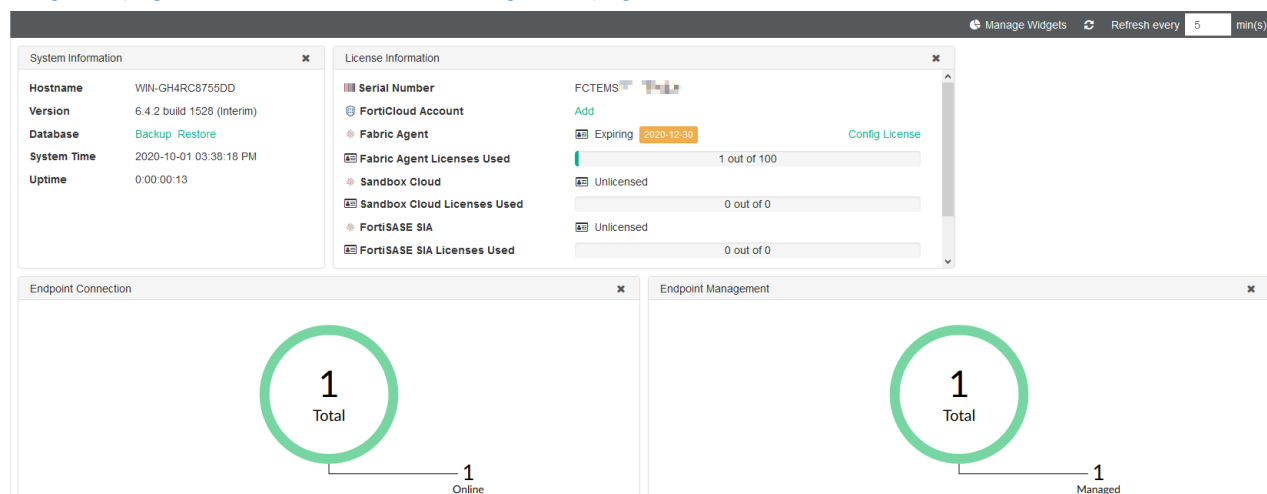 Manage Widgets Refresh every 5 min(s)
System Information
Hostname WIN-GH4RC8755DD
Version 6.4.2 build 1528 (Interim)
Database Backup Restore
System Time 2020-10-01 03:38:18 PM
Uptime 0:00:00:13
License Information
Serial Number FCTEMS
FortiCloud Account Add
Fabric Agent Expiring 2020-12-30 Config License
Fabric Agent Licenses Used 1 out of 100
Sandbox Cloud Unlicensed
Sandbox Cloud Licenses Used 0 out of 0
FortiSASE SIA Unlicensed
FortiSASE SIA Licenses Used 0 out of 0
Endpoint Connection
1
Total
1
Online
Endpoint Management
1
Total
1
Managed